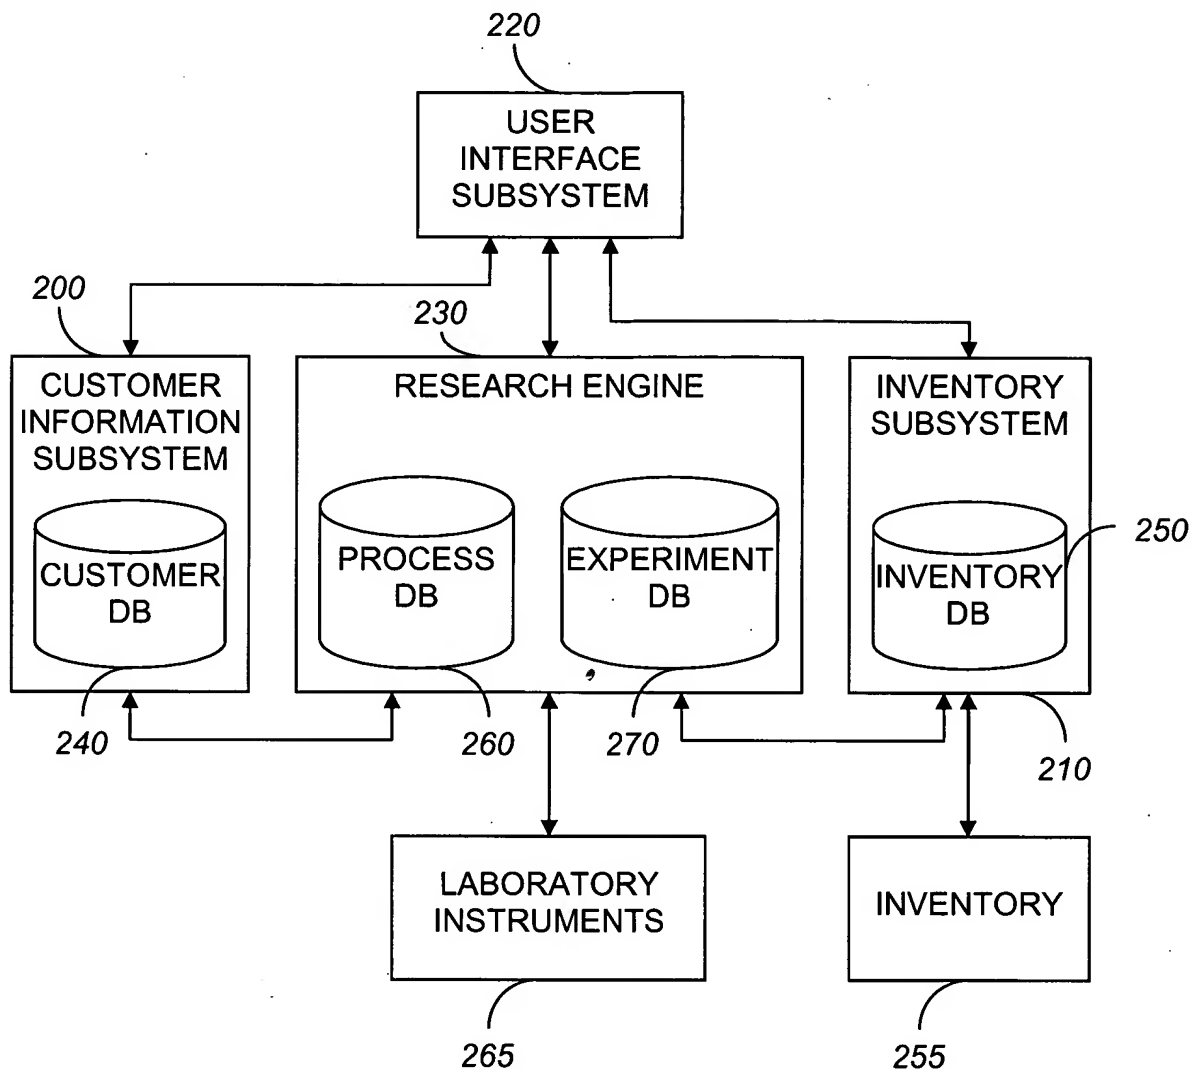 220
USER
INTERFACE
SUBSYSTEM
200
230
CUSTOMER
INFORMATION
SUBSYSTEM
RESEARCH ENGINE
INVENTORY
SUBSYSTEM
CUSTOMER
DB
PROCESS
DB
EXPERIMENT
DB
INVENTORY
DB
250
240
260
270
210
LABORATORY
INSTRUMENTS
INVENTORY
265
255